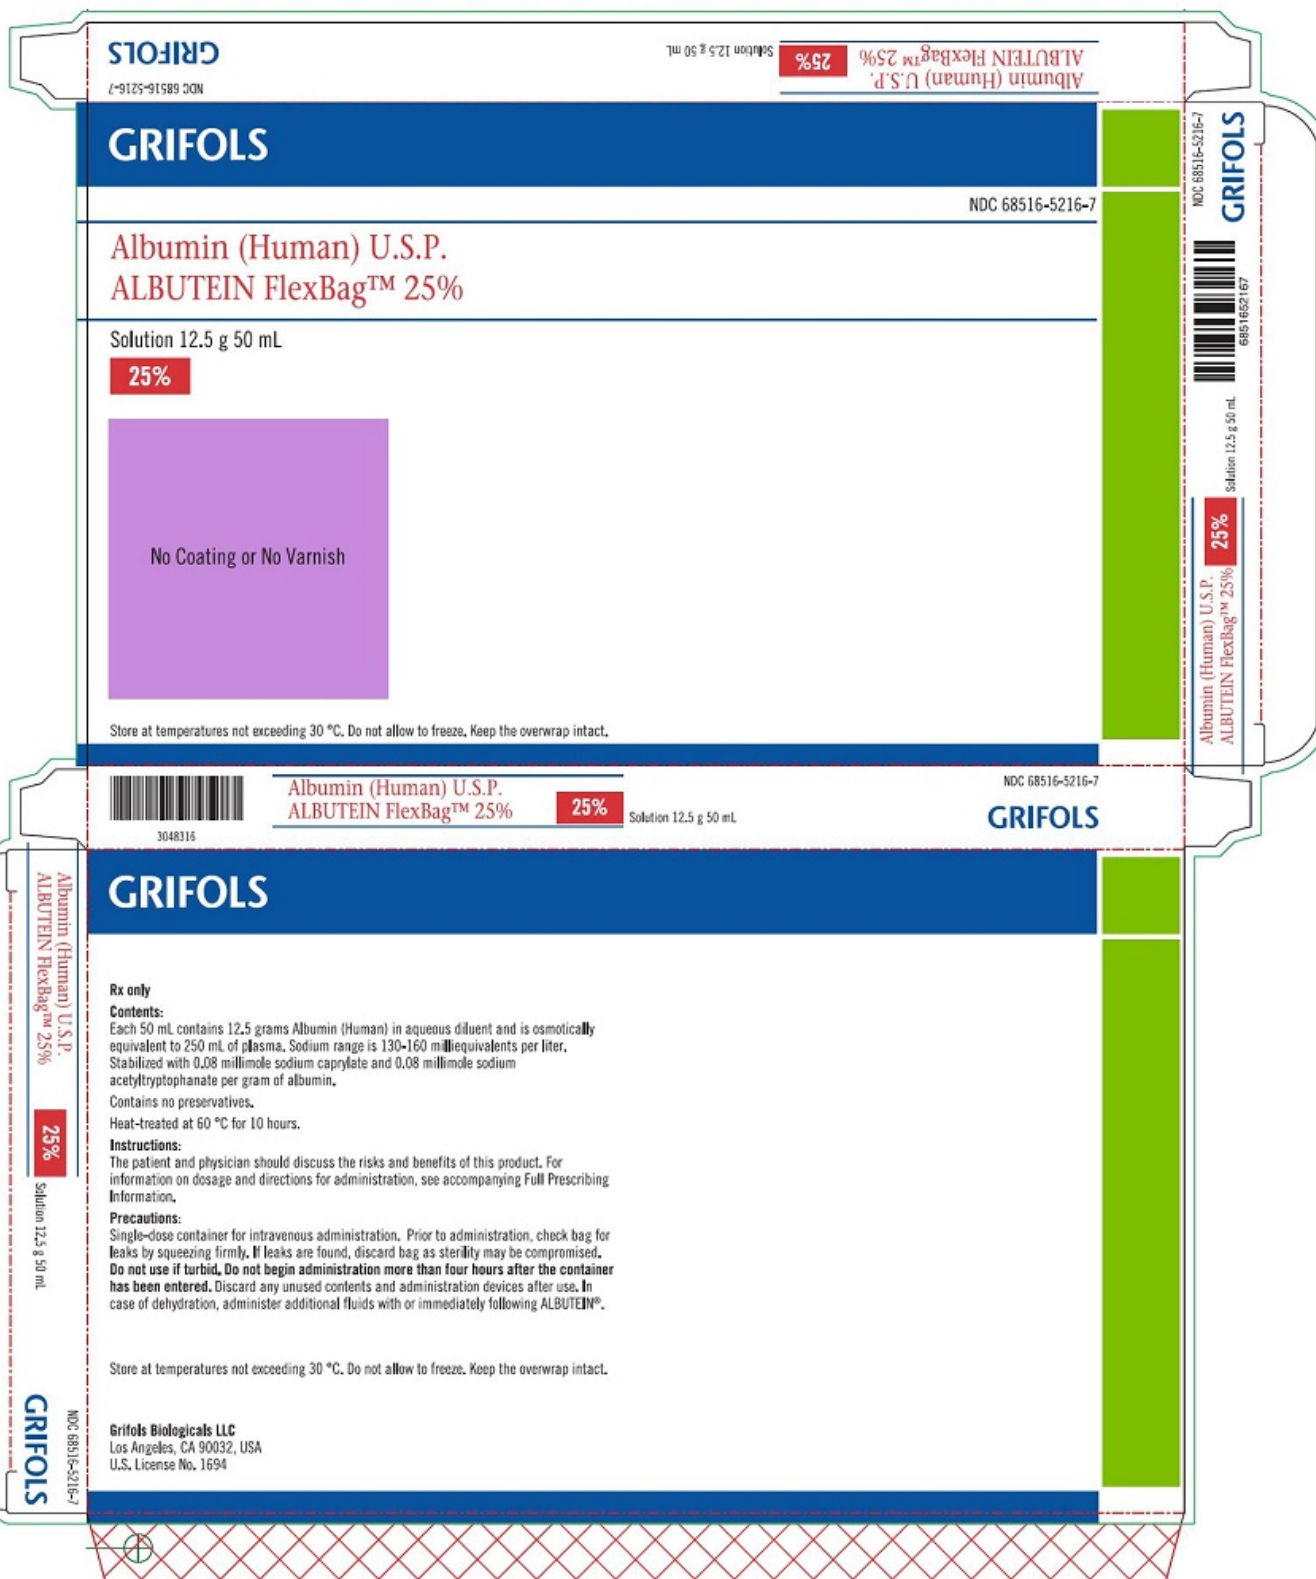 GRIFOLS
NDC 68516-5216-7
Solution 12.5 g 50 mL
25%
Albumin (Human) U.S.P.
ALBUTEIN FlexBag™ 25%
GRIFOLS
NDC 68516-5216-7
Albumin (Human) U.S.P.
ALBUTEIN FlexBag™ 25%
Solution 12.5 g 50 mL
25%
No Coating or No Varnish
Store at temperatures not exceeding 30 °C. Do not allow to freeze. Keep the overwrap intact.
NDC 68516-5216-7
GRIFOLS
6851652167
Solution 12.5 g 50 mL
25%
Albumin (Human) U.S.P.
ALBUTEIN FlexBag™ 25%
3048316
Albumin (Human) U.S.P.
ALBUTEIN FlexBag™ 25%
25%
Solution 12.5 g 50 mL
NDC 68516-5216-7
GRIFOLS
Albumin (Human) U.S.P.
ALBUTEIN FlexBag™ 25%
25%
Solution 12.5 g 50 mL
GRIFOLS
NDC 68516-5216-7
GRIFOLS
Rx only
Contents:
Each 50 mL contains 12.5 grams Albumin (Human) in aqueous diluent and is osmotically
equivalent to 250 mL of plasma. Sodium range is 130-160 milliequivalents per liter.
Stabilized with 0.08 millimole sodium caprylate and 0.08 millimole sodium
acetyltryptophanate per gram of albumin.
Contains no preservatives.
Heat-treated at 60 °C for 10 hours.
Instructions:
The patient and physician should discuss the risks and benefits of this product. For
information on dosage and directions for administration, see accompanying Full Prescribing
Information.
Precautions:
Single-dose container for intravenous administration. Prior to administration, check bag for
leaks by squeezing firmly. If leaks are found, discard bag as sterility may be compromised.
Do not use if turbid. Do not begin administration more than four hours after the container
has been entered. Discard any unused contents and administration devices after use. In
case of dehydration, administer additional fluids with or immediately following ALBUTEIN®.
Store at temperatures not exceeding 30 °C. Do not allow to freeze. Keep the overwrap intact.
Grifols Biologicals LLC
Los Angeles, CA 90032, USA
U.S. License No. 1694